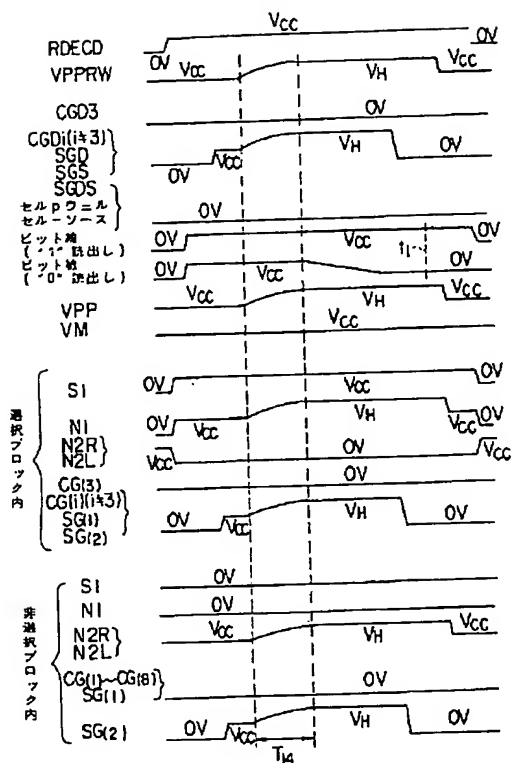 RDECD 0V VCC 0V
VPPRW VCC VH VCC
CGD3 0V
CGDi(i≠3)
SGD
SGS 0V VCC VH 0V
SGDS
セルpウエル
セルーソース 0V
ビット線
("1"読出し) 0V VCC 0V
ビット線
("0"読出し) 0V VCC t1 0V
VPP VCC VH VCC
VM VCC
選択ブロック内
S1 0V VCC 0V
N1 0V VCC VH VCC 0V
N2R
N2L VCC 0V VCC
CG(3) 0V
CG(i)(i≠3)
SG(1)
SG(2) 0V VCC VH 0V
非選択ブロック内
S1 0V
N1 0V
N2R
N2L VCC VH VCC
CG(1)~CG(8)
SG(1) 0V
SG(2) 0V VCC VH 0V
T14